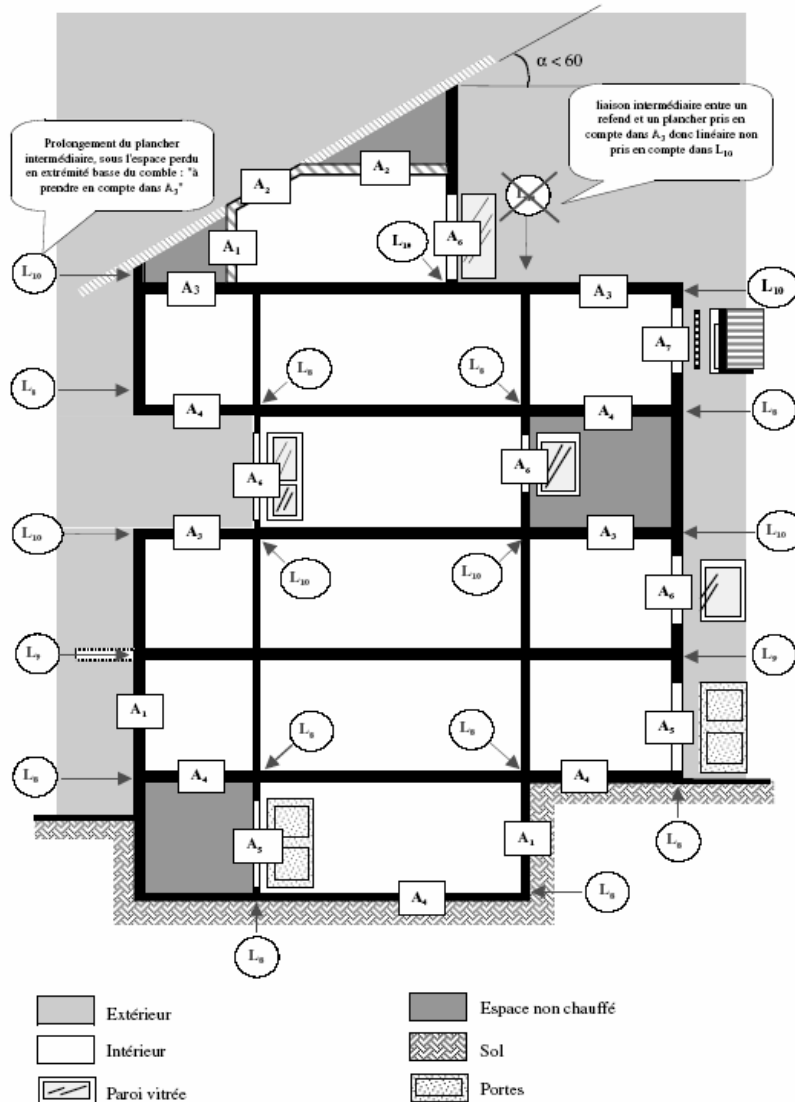 α < 60
liaison intermédiaire entre un
refend et un plancher pris en
compte dans A₃ donc linéaire non
pris en compte dans L₁₀
Prolongement du plancher
intermédiaire, sous l'espace perdu
en extrémité basse du comble : "à
prendre en compte dans A₃"
A₂
A₂
A₁
L₁₀
A₆
L₁₀
A₃
A₃
L₁₀
A₇
L₈
L₈
L₈
A₄
A₄
L₈
A₆
A₆
L₁₀
A₃
A₃
L₁₀
L₁₀
L₁₀
A₆
L₉
L₉
A₁
L₈
L₈
A₅
L₈
A₄
A₄
A₅
A₁
L₈
L₈
A₄
L₈
Extérieur
Espace non chauffé
Intérieur
Sol
Paroi vitrée
Portes